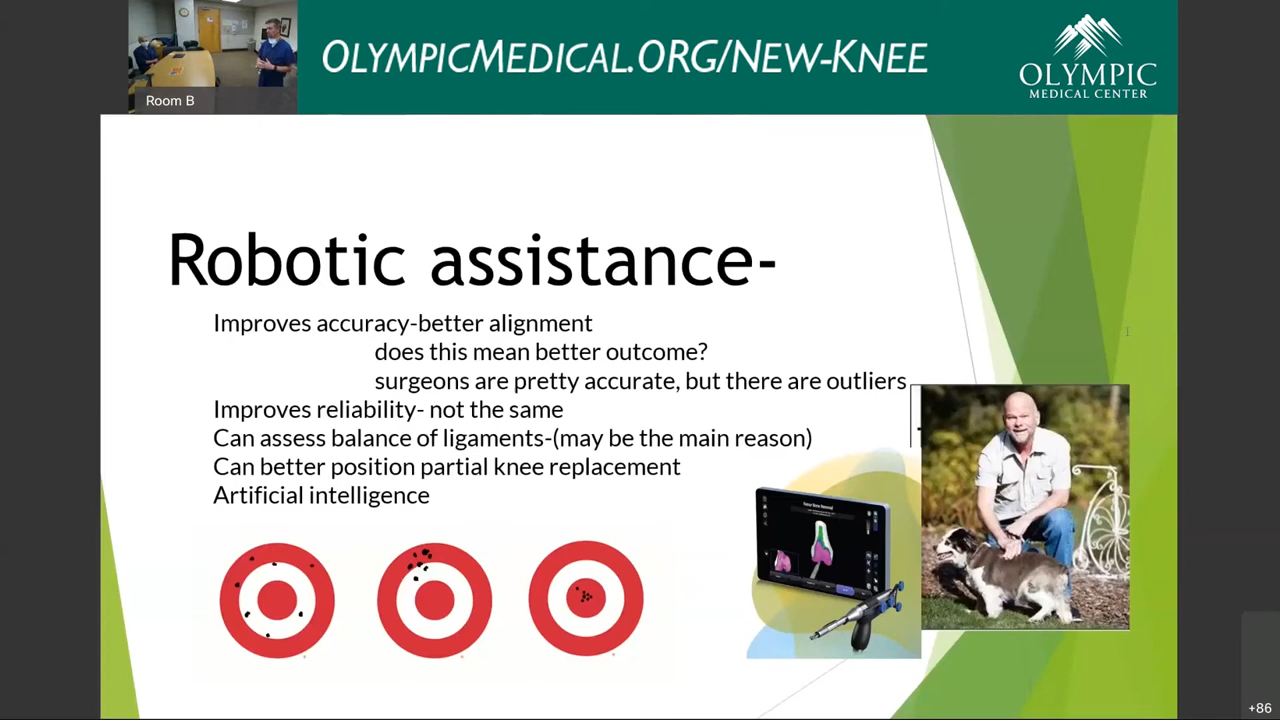 Room B
OLYMPICMEDICAL.ORG/NEW-KNEE
OLYMPIC
MEDICAL CENTER
Robotic assistance-
Improves accuracy-better alignment
does this mean better outcome?
surgeons are pretty accurate, but there are outliers
Improves reliability- not the same
Can assess balance of ligaments-(may be the main reason)
Can better position partial knee replacement
Artificial intelligence
+86